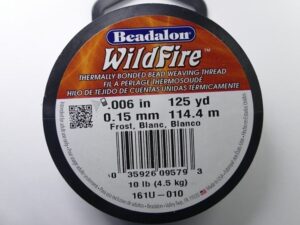 Beadalon
WildFire™
THERMALLY BONDED BEAD WEAVING THREAD
FIL A PERLAGE THERMOSOUDE
HILO DE TEJIDO DE CUENTAS UNIDAS TERMICAMENTE
.006 in 125 yd
0.15 mm 114.4 m
Frost, Blanc, Blanco
0 35926 09579 3
10 lb (4.5 kg)
161U-010